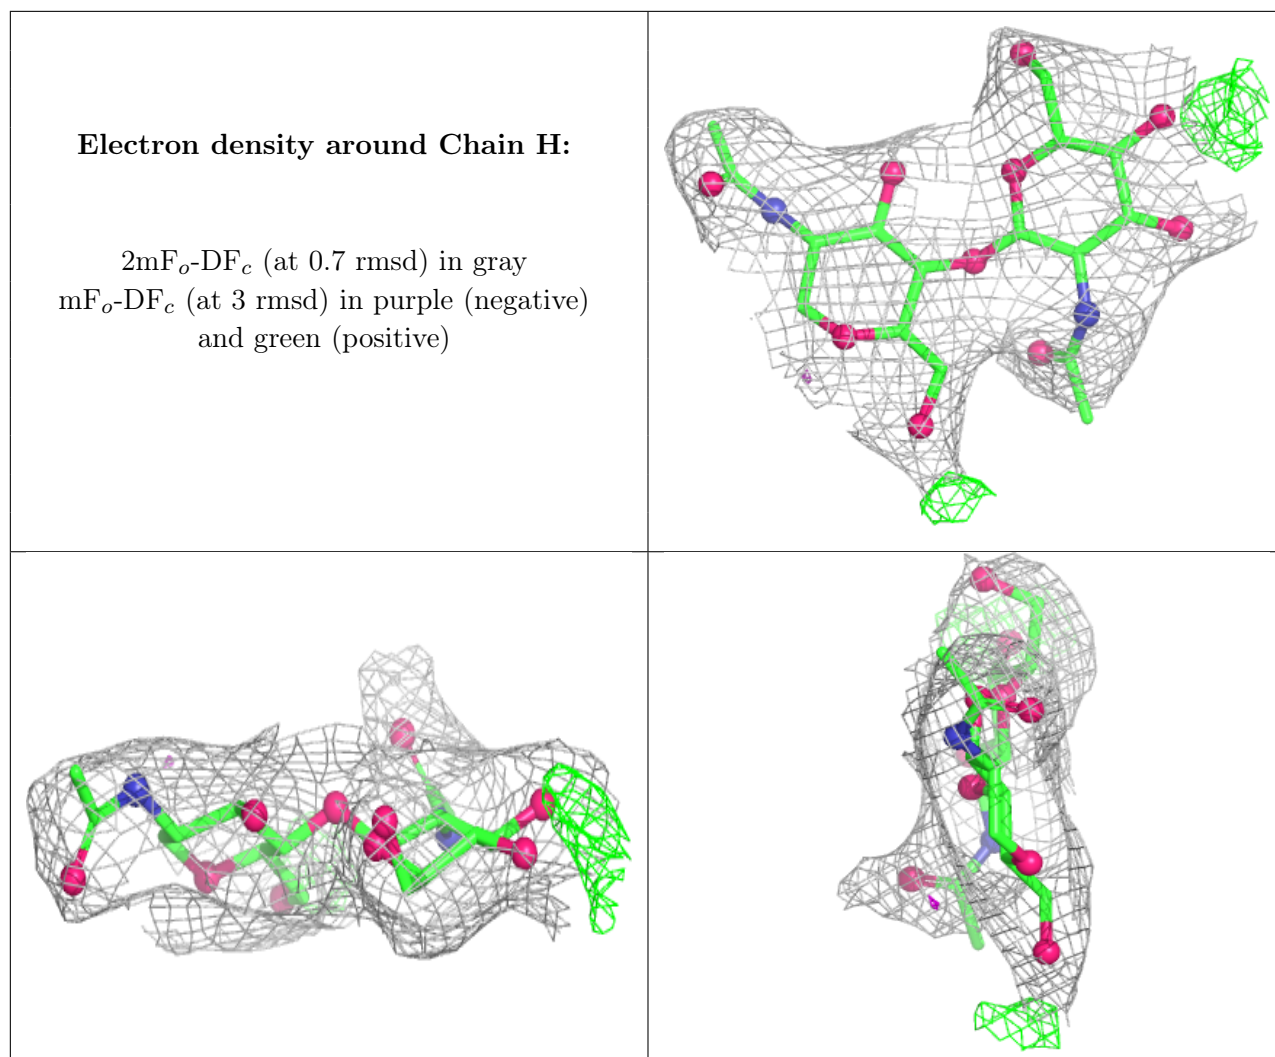 Electron density around Chain H:
2mFo-DFc (at 0.7 rmsd) in gray
mFo-DFc (at 3 rmsd) in purple (negative)
and green (positive)